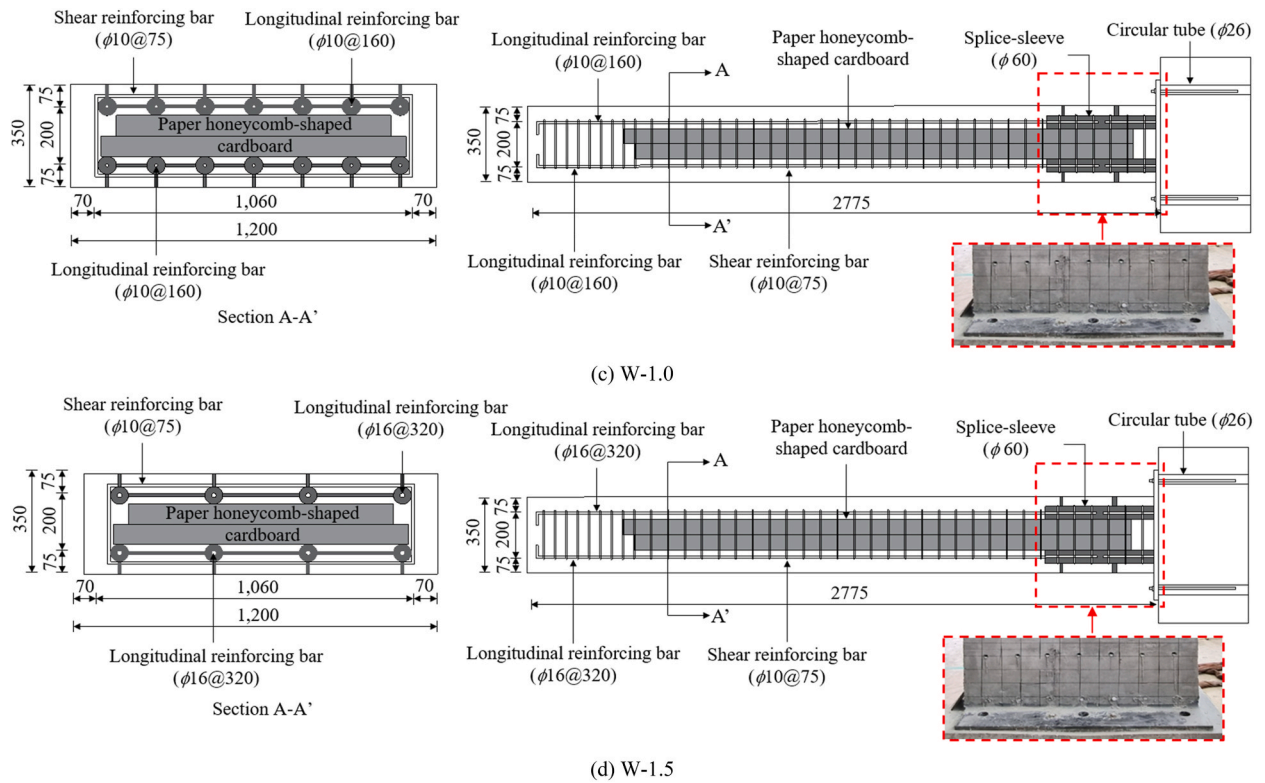 Shear reinforcing bar
(ϕ10@75)
Longitudinal reinforcing bar
(ϕ10@160)
350
75
200
75
Paper honeycomb-shaped
cardboard
70
1,060
70
1,200
Longitudinal reinforcing bar
(ϕ10@160)
Section A-A’
Longitudinal reinforcing bar
(ϕ10@160)
A
Paper honeycomb-
shaped cardboard
Splice-sleeve
(ϕ 60)
Circular tube (ϕ26)
350
75
200
75
2775
A’
Longitudinal reinforcing bar
(ϕ10@160)
Shear reinforcing bar
(ϕ10@75)
(c) W-1.0
Shear reinforcing bar
(ϕ10@75)
Longitudinal reinforcing bar
(ϕ16@320)
350
75
200
75
Paper honeycomb-shaped
cardboard
70
1,060
70
1,200
Longitudinal reinforcing bar
(ϕ16@320)
Section A-A’
Longitudinal reinforcing bar
(ϕ16@320)
A
Paper honeycomb-
shaped cardboard
Splice-sleeve
(ϕ 60)
Circular tube (ϕ26)
350
75
200
75
2775
A’
Longitudinal reinforcing bar
(ϕ16@320)
Shear reinforcing bar
(ϕ10@75)
(d) W-1.5